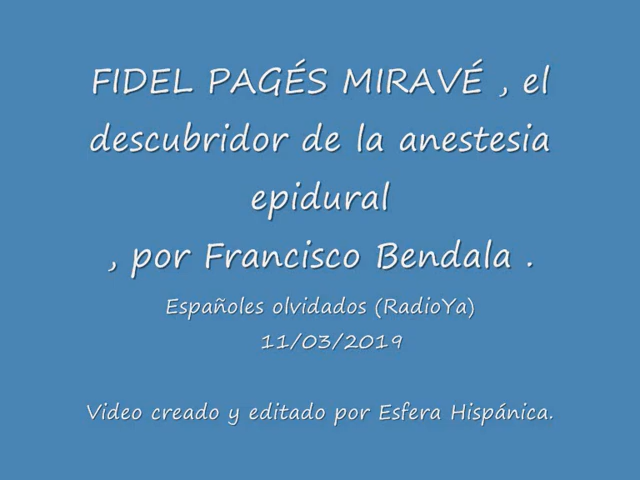 FIDEL PAGÉS MIRAVÉ , el
descubridor de la anestesia
epidural
, por Francisco Bendala .
Españoles olvidados (RadioYa)
11/03/2019
Video creado y editado por Esfera Hispánica.